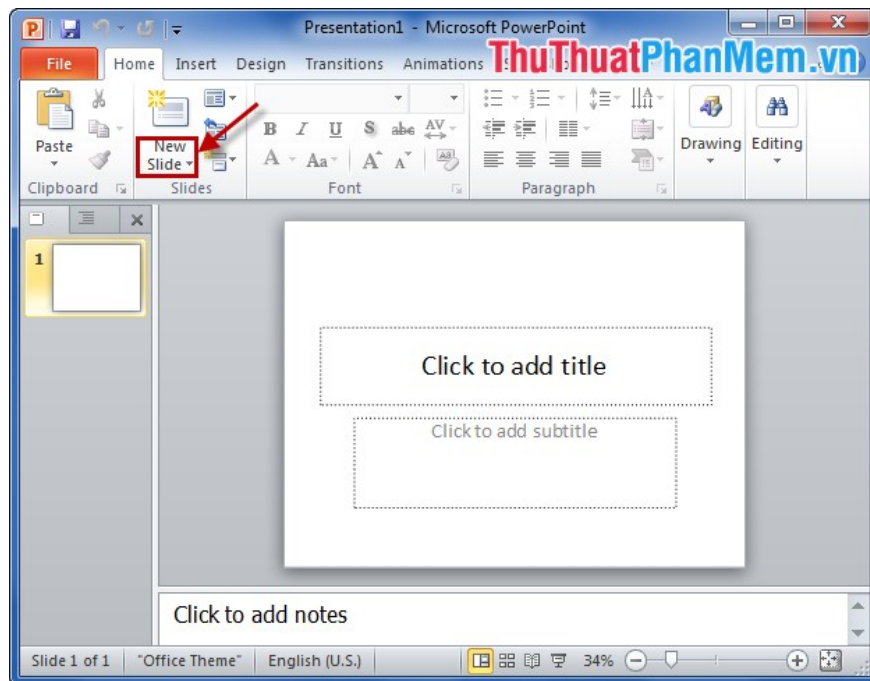 Presentation1 - Microsoft PowerPoint
ThuThuatPhanMem.vn
File Home Insert Design Transitions Animations
Paste
New
Slide
Drawing
Editing
B I U S abc AV
A Aa A A
Clipboard Slides Font Paragraph
1
Click to add title
Click to add subtitle
Click to add notes
Slide 1 of 1 "Office Theme" English (U.S.) 34%